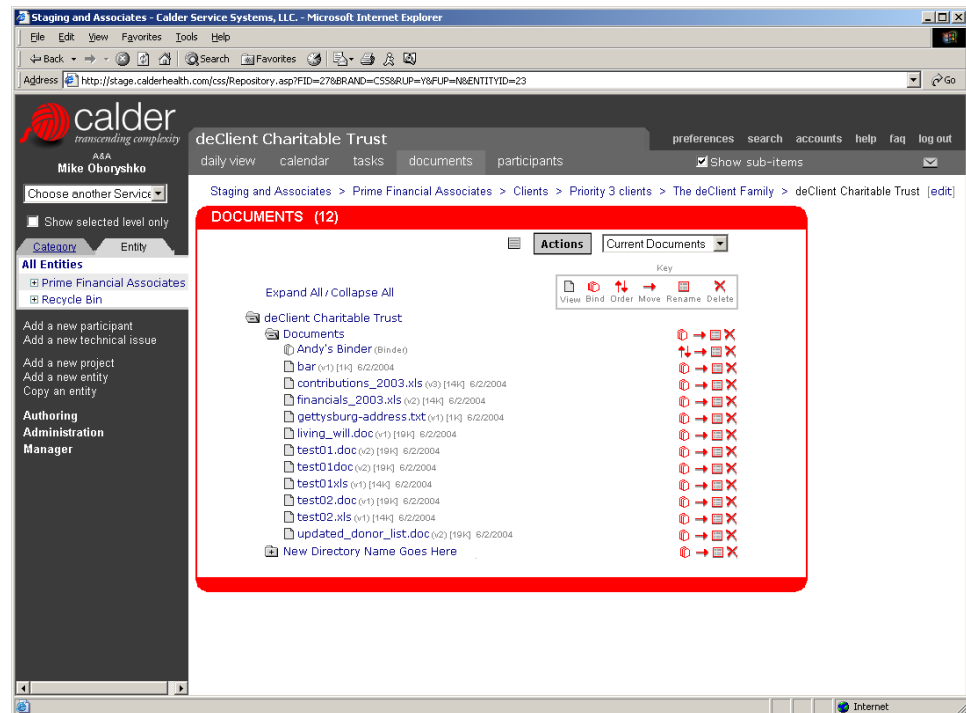 Staging and Associates - Calder Service Systems, LLC. - Microsoft Internet Explorer
File Edit View Favorites Tools Help
Back Search Favorites
Address http://stage.calderhealth.com/css/Repository.asp?FID=27&BRAND=CSS&RUP=Y&FUP=N&ENTITYID=23 Go
calder
transcending complexity
A&A
Mike Oboryshko
deClient Charitable Trust
preferences search accounts help faq log out
daily view calendar tasks documents participants Show sub-items
Choose another Service
Show selected level only
Category Entity
All Entities
Prime Financial Associates
Recycle Bin
Add a new participant
Add a new technical issue
Add a new project
Add a new entity
Copy an entity
Authoring
Administration
Manager
Staging and Associates > Prime Financial Associates > Clients > Priority 3 clients > The deClient Family > deClient Charitable Trust [edit]
DOCUMENTS (12)
Actions Current Documents
Key
View Bind Order Move Rename Delete
Expand All / Collapse All
deClient Charitable Trust
Documents
Andy's Binder (Binder)
bar (v1) [1K] 6/2/2004
contributions_2003.xls (v3) [14K] 6/2/2004
financials_2003.xls (v2) [14K] 6/2/2004
gettysburg-address.txt (v1) [1K] 6/2/2004
living_will.doc (v1) [19K] 6/2/2004
test01.doc (v2) [19K] 6/2/2004
test01doc (v2) [19K] 6/2/2004
test01xls (v1) [14K] 6/2/2004
test02.doc (v1) [19K] 6/2/2004
test02.xls (v1) [14K] 6/2/2004
updated_donor_list.doc (v2) [19K] 6/2/2004
New Directory Name Goes Here
Internet